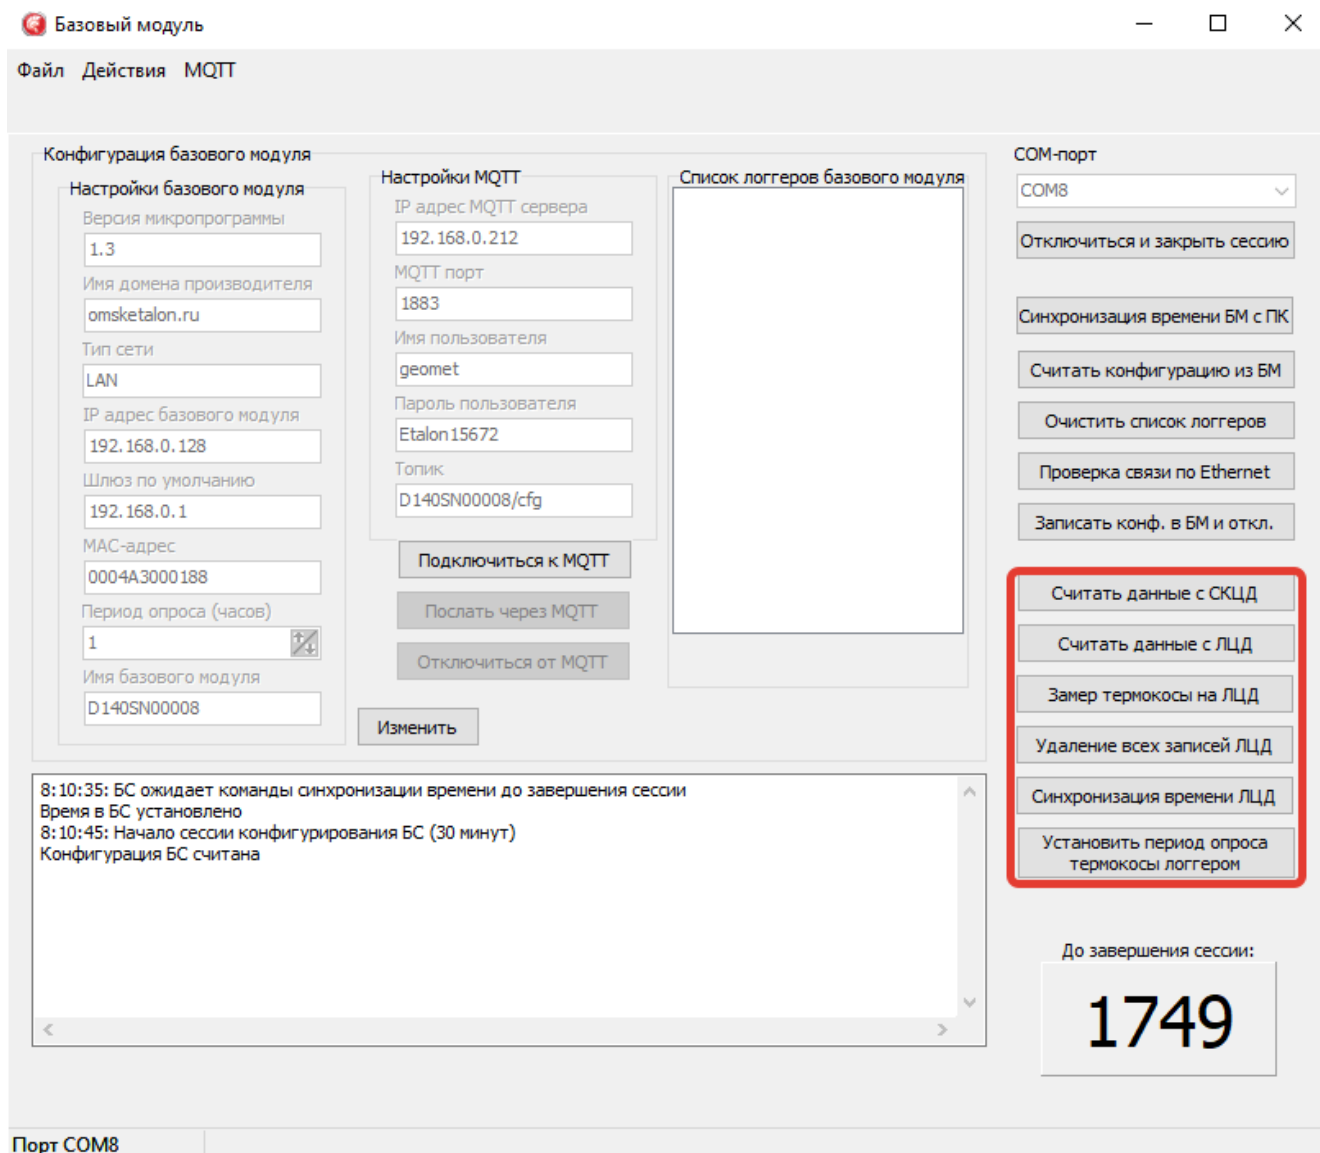 Базовый модуль
Файл Действия MQTT
Конфигурация базового модуля
Настройки базового модуля
Версия микропрограммы
1.3
Имя домена производителя
omsketalon.ru
Тип сети
LAN
IP адрес базового модуля
192.168.0.128
Шлюз по умолчанию
192.168.0.1
MAC-адрес
0004A3000188
Период опроса (часов)
1
Имя базового модуля
D140SN00008
Настройки MQTT
IP адрес MQTT сервера
192.168.0.212
MQTT порт
1883
Имя пользователя
geomet
Пароль пользователя
Etalon15672
Топик
D140SN00008/cfg
Подключиться к MQTT
Послать через MQTT
Отключиться от MQTT
Изменить
Список логгеров базового модуля
COM-порт
COM8
Отключиться и закрыть сессию
Синхронизация времени БМ с ПК
Считать конфигурацию из БМ
Очистить список логгеров
Проверка связи по Ethernet
Записать конф. в БМ и откл.
Считать данные с СКЦД
Считать данные с ЛЦД
Замер термокосы на ЛЦД
Удаление всех записей ЛЦД
Синхронизация времени ЛЦД
Установить период опроса
термокосы логгером
8:10:35: БС ожидает команды синхронизации времени до завершения сессии
Время в БС установлено
8:10:45: Начало сессии конфигурирования БС (30 минут)
Конфигурация БС считана
До завершения сессии:
1749
Порт COM8